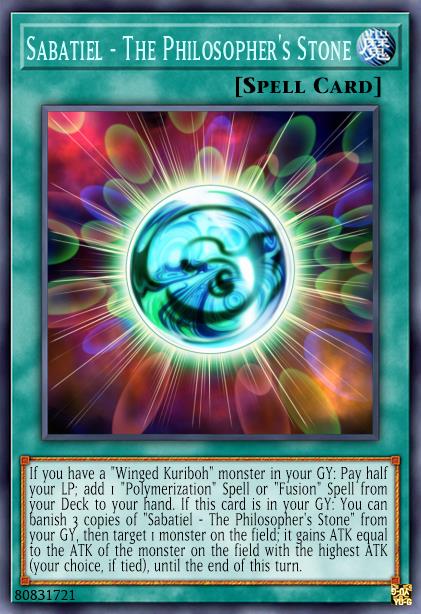 SABATIEL - THE PHILOSOPHER'S STONE
魔
[SPELL CARD]
If you have a "Winged Kuriboh" monster in your GY: Pay half
your LP; add 1 "Polymerization" Spell or "Fusion" Spell from
your Deck to your hand. If this card is in your GY: You can
banish 3 copies of "Sabatiel - The Philosopher's Stone" from
your GY, then target 1 monster on the field; it gains ATK equal
to the ATK of the monster on the field with the highest ATK
(your choice, if tied), until the end of this turn.
80831721